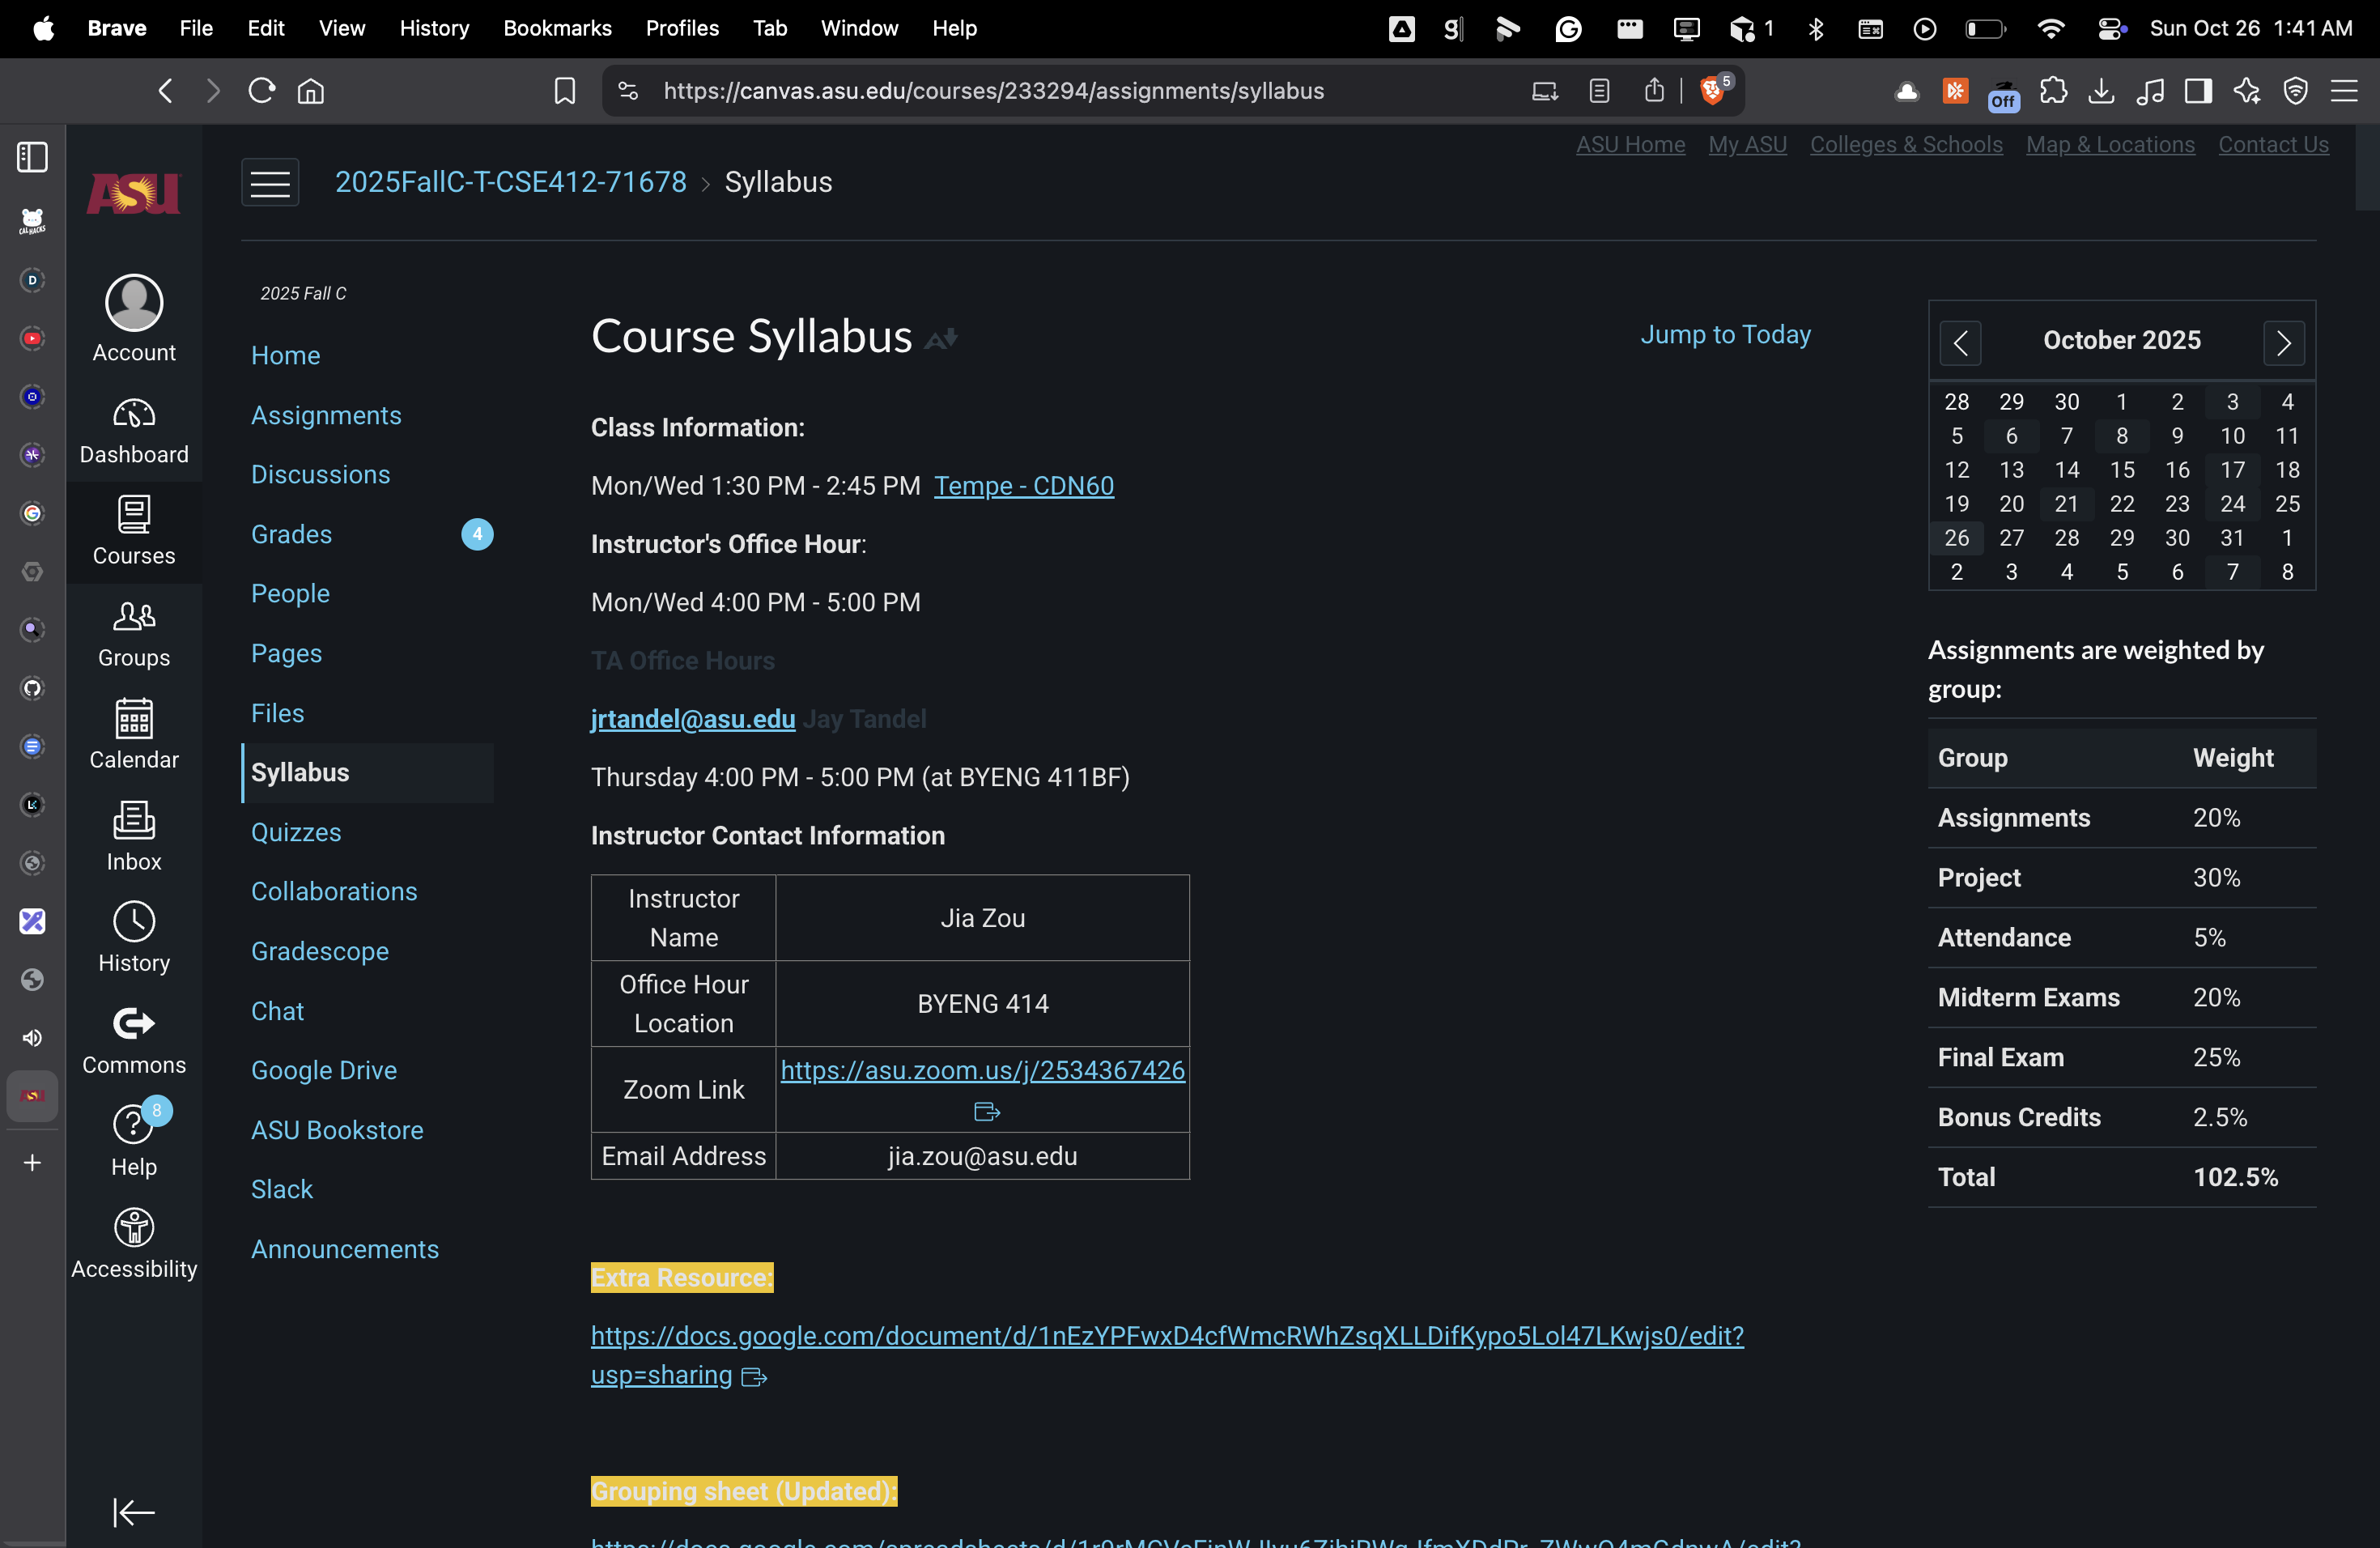 Brave File Edit View History Bookmarks Profiles Tab Window Help 1 Sun Oct 26 1:41 AM
https://canvas.asu.edu/courses/233294/assignments/syllabus 5 Off
ASU Home My ASU Colleges & Schools Map & Locations Contact Us
CAL HACKS
ASU
Account
Dashboard
Courses
Groups
Calendar
Inbox
History
Commons
8
Help
Accessibility
2025FallC-T-CSE412-71678 › Syllabus
2025 Fall C
Home
Assignments
Discussions
Grades 4
People
Pages
Files
Syllabus
Quizzes
Collaborations
Gradescope
Chat
Google Drive
ASU Bookstore
Slack
Announcements
Course Syllabus
Jump to Today
Class Information:
Mon/Wed 1:30 PM - 2:45 PM Tempe - CDN60
Instructor's Office Hour:
Mon/Wed 4:00 PM - 5:00 PM
TA Office Hours
jrtandel@asu.edu Jay Tandel
Thursday 4:00 PM - 5:00 PM (at BYENG 411BF)
Instructor Contact Information
Instructor Name Jia Zou
Office Hour Location BYENG 414
Zoom Link https://asu.zoom.us/j/2534367426
Email Address jia.zou@asu.edu
Extra Resource:
https://docs.google.com/document/d/1nEzYPFwxD4cfWmcRWhZsqXLLDifKypo5Lol47LKwjs0/edit?
usp=sharing
Grouping sheet (Updated):
October 2025
28 29 30 1 2 3 4
5 6 7 8 9 10 11
12 13 14 15 16 17 18
19 20 21 22 23 24 25
26 27 28 29 30 31 1
2 3 4 5 6 7 8
Assignments are weighted by
group:
Group Weight
Assignments 20%
Project 30%
Attendance 5%
Midterm Exams 20%
Final Exam 25%
Bonus Credits 2.5%
Total 102.5%